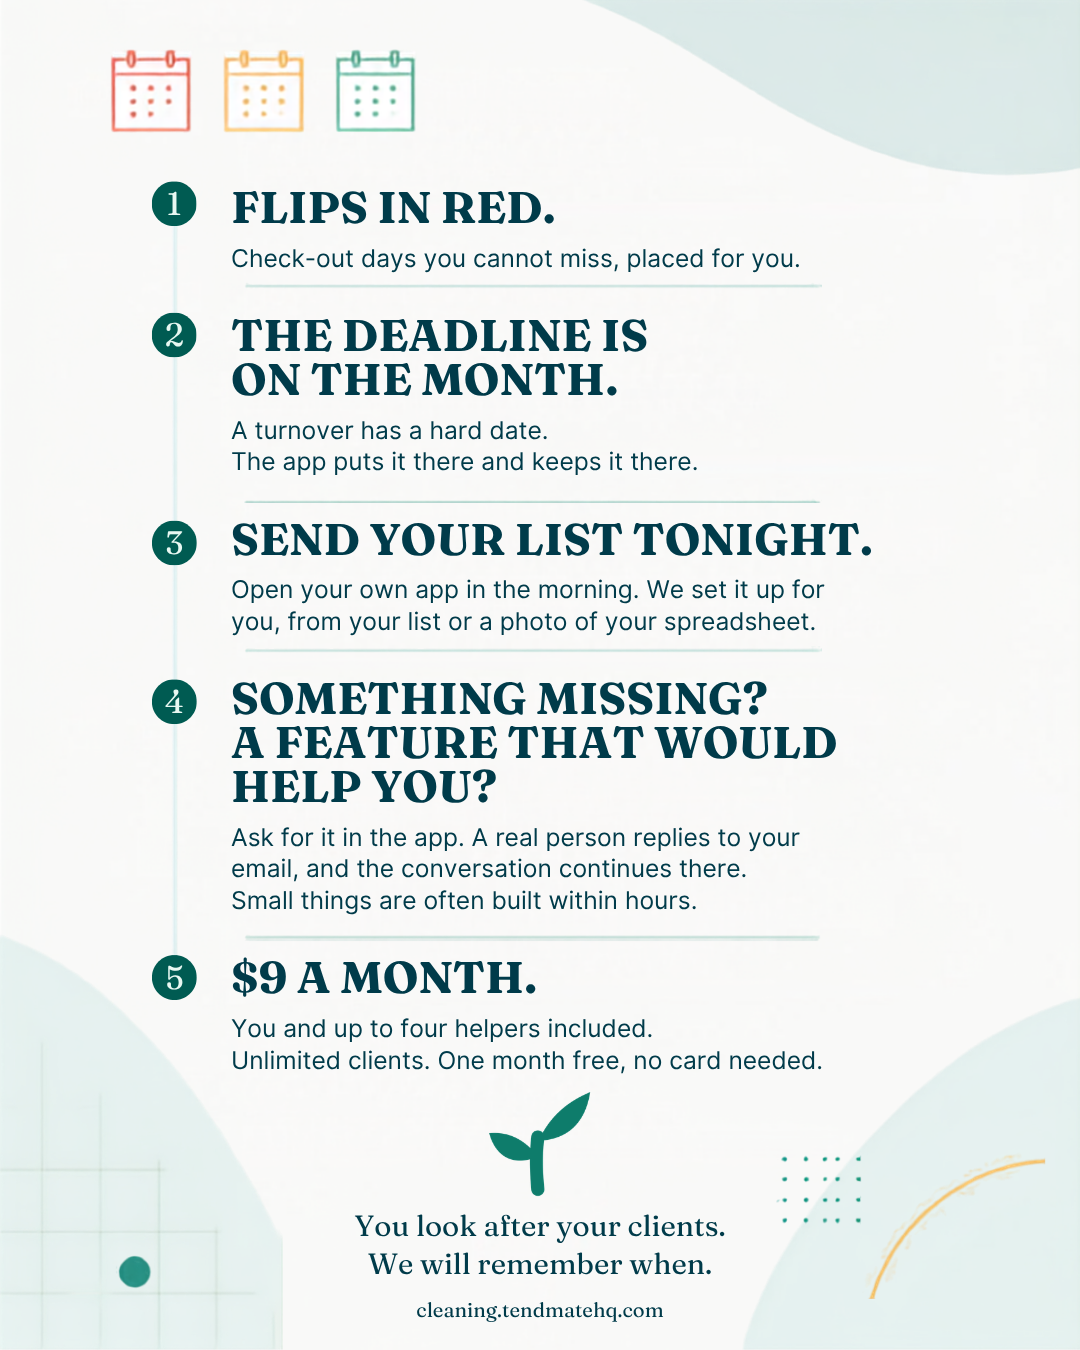 1
FLIPS IN RED.
Check-out days you cannot miss, placed for you.
2
THE DEADLINE IS
ON THE MONTH.
A turnover has a hard date.
The app puts it there and keeps it there.
3
SEND YOUR LIST TONIGHT.
Open your own app in the morning. We set it up for
you, from your list or a photo of your spreadsheet.
4
SOMETHING MISSING?
A FEATURE THAT WOULD
HELP YOU?
Ask for it in the app. A real person replies to your
email, and the conversation continues there.
Small things are often built within hours.
5
$9 A MONTH.
You and up to four helpers included.
Unlimited clients. One month free, no card needed.
You look after your clients.
We will remember when.
cleaning.tendmatehq.com